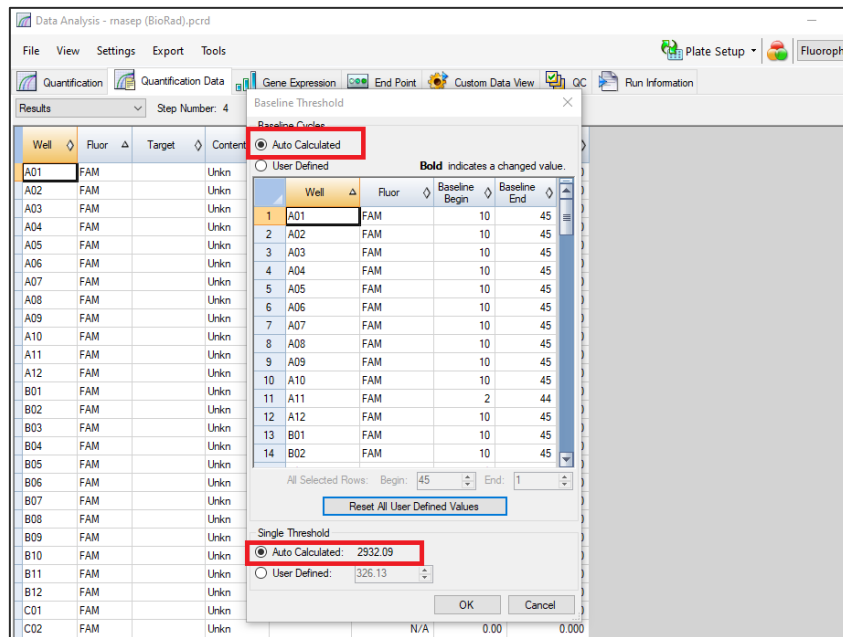 Data Analysis - rnasep (BioRad).pcrd
File View Settings Export Tools Plate Setup Fluoroph
Quantification Quantification Data Gene Expression End Point Custom Data View QC Run Information
Results Step Number: 4
Baseline Threshold
Baseline Cycles
Auto Calculated
User Defined Bold indicates a changed value.
Well Fluor Target Content
Well Fluor Baseline Begin Baseline End
A01 FAM Unkn 1 A01 FAM 10 45
A02 FAM Unkn 2 A02 FAM 10 45
A03 FAM Unkn 3 A03 FAM 10 45
A04 FAM Unkn 4 A04 FAM 10 45
A05 FAM Unkn 5 A05 FAM 10 45
A06 FAM Unkn 6 A06 FAM 10 45
A07 FAM Unkn 7 A07 FAM 10 45
A08 FAM Unkn 8 A08 FAM 10 45
A09 FAM Unkn 9 A09 FAM 10 45
A10 FAM Unkn 10 A10 FAM 10 45
A11 FAM Unkn 11 A11 FAM 2 44
A12 FAM Unkn 12 A12 FAM 10 45
B01 FAM Unkn 13 B01 FAM 10 45
B02 FAM Unkn 14 B02 FAM 10 45
B03 FAM Unkn
B04 FAM Unkn
B05 FAM Unkn
B06 FAM Unkn
All Selected Rows: Begin: 45 End: 1
B07 FAM Unkn
Reset All User Defined Values
B08 FAM Unkn
B09 FAM Unkn
Single Threshold
B10 FAM Unkn
Auto Calculated: 2932.09
B11 FAM Unkn
User Defined: 326.13
B12 FAM Unkn
C01 FAM Unkn
OK Cancel
C02 FAM Unkn N/A 0.00 0.000